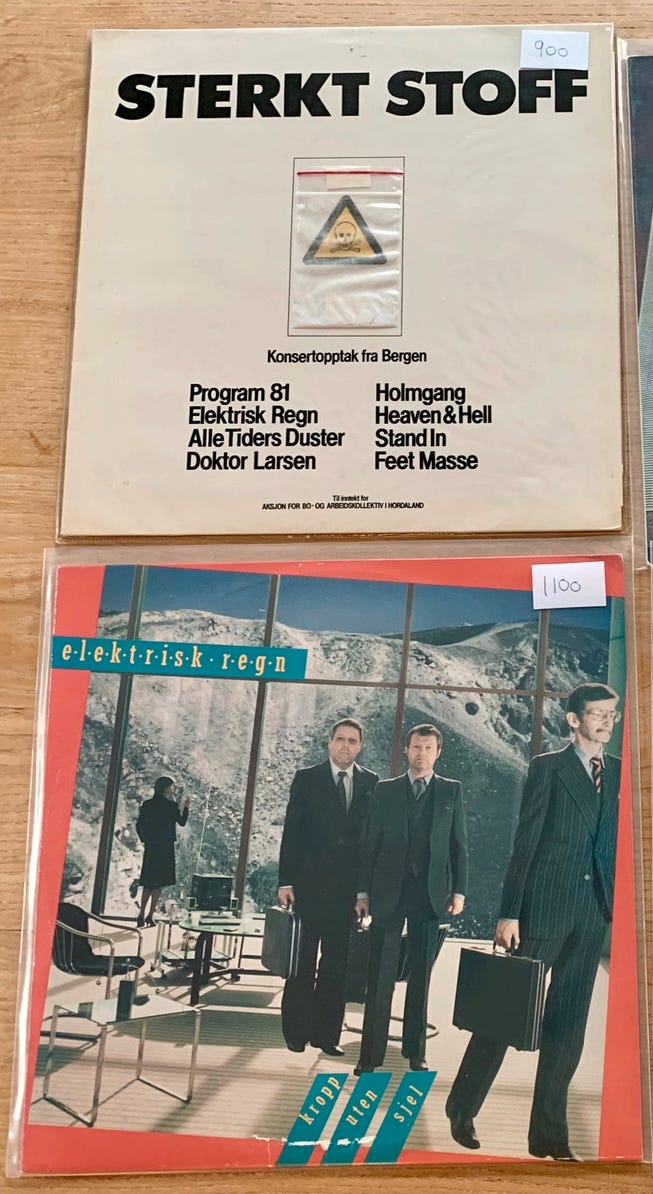 900
STERKT STOFF
Konsertopptak fra Bergen
Program 81 Holmgang
Elektrisk Regn Heaven & Hell
Alle Tiders Duster Stand In
Doktor Larsen Feet Masse
Til inntekt for
AKSJON FOR BO- OG ARBEIDSKOLLEKTIV I HORDALAND
1100
e·l·e·k·t·r·i·s·k · r·e·g·n
kropp
uten
sjel